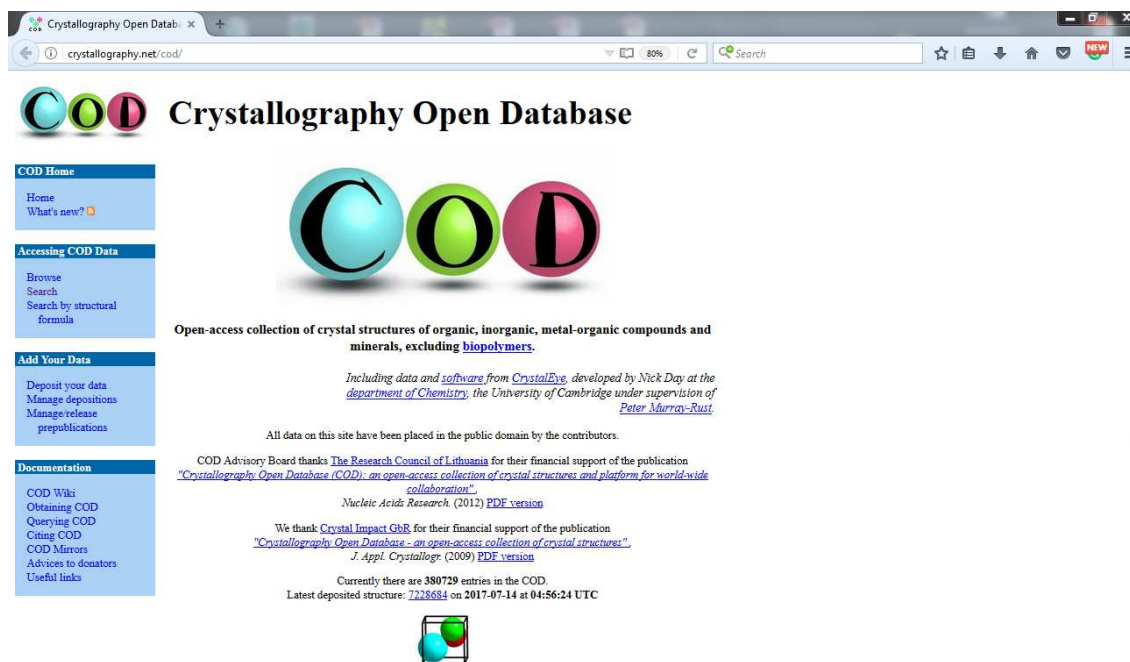 Crystallography Open Datab
crystallography.net/cod/
80%
Search
NEW
COD
Crystallography Open Database
COD
COD Home
Home
What's new?
Accessing COD Data
Browse
Search
Search by structural
formula
Add Your Data
Deposit your data
Manage depositions
Manage/release
prepublications
Documentation
COD Wiki
Obtaining COD
Querying COD
Citing COD
COD Mirrors
Advices to donators
Useful links
Open-access collection of crystal structures of organic, inorganic, metal-organic compounds and
minerals, excluding biopolymers.
Including data and software from CrystalEye, developed by Nick Day at the
department of Chemistry, the University of Cambridge under supervision of
Peter Murray-Rust.
All data on this site have been placed in the public domain by the contributors.
COD Advisory Board thanks The Research Council of Lithuania for their financial support of the publication
"Crystallography Open Database (COD): an open-access collection of crystal structures and platform for world-wide
collaboration" ,
Nucleic Acids Research. (2012) PDF version
We thank Crystal Impact GbR for their financial support of the publication
"Crystallography Open Database - an open-access collection of crystal structures" ,
J. Appl. Crystallogr. (2009) PDF version
Currently there are 380729 entries in the COD.
Latest deposited structure: 7228684 on 2017-07-14 at 04:56:24 UTC